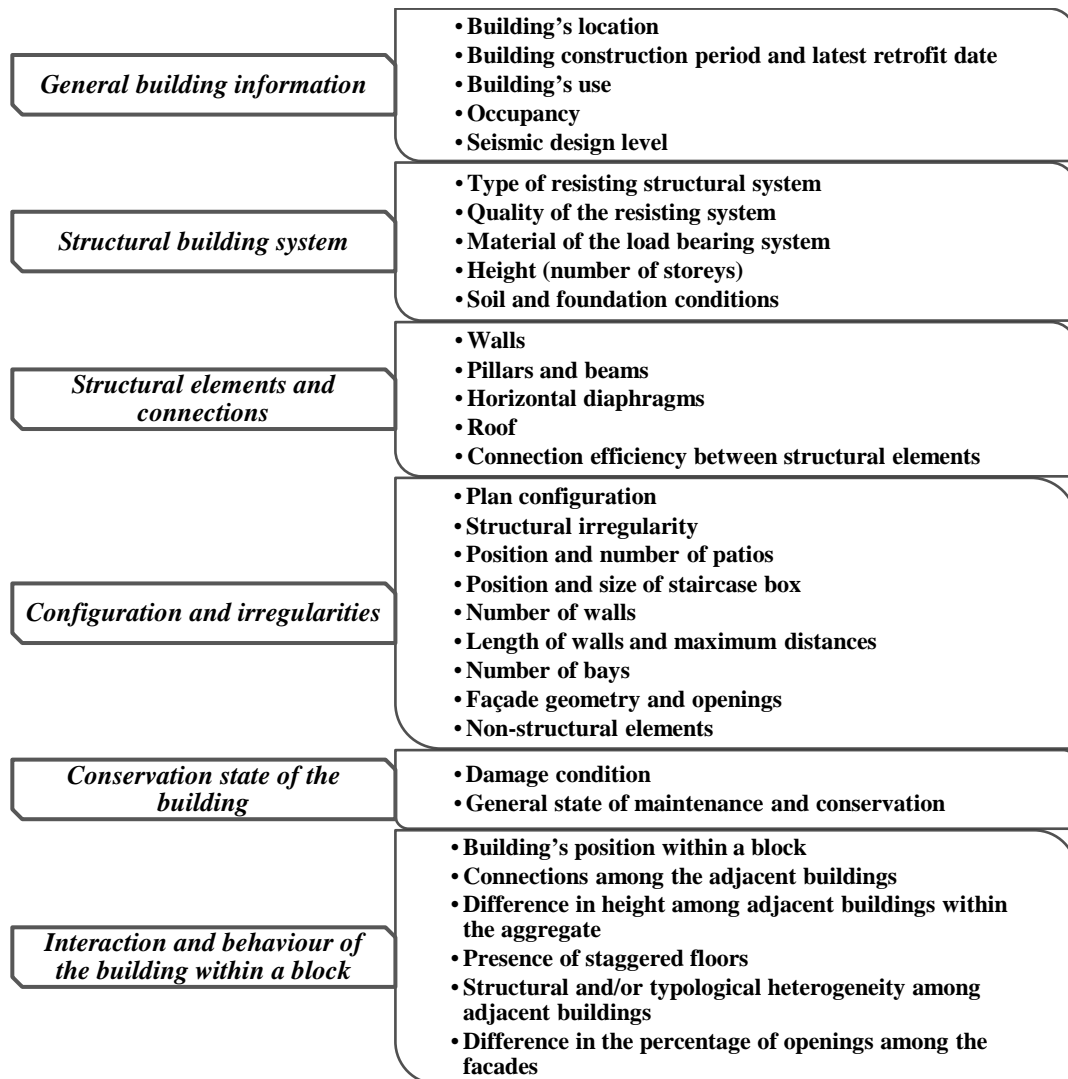 General building information
• Building’s location
• Building construction period and latest retrofit date
• Building’s use
• Occupancy
• Seismic design level
Structural building system
• Type of resisting structural system
• Quality of the resisting system
• Material of the load bearing system
• Height (number of storeys)
• Soil and foundation conditions
Structural elements and
connections
• Walls
• Pillars and beams
• Horizontal diaphragms
• Roof
• Connection efficiency between structural elements
Configuration and irregularities
• Plan configuration
• Structural irregularity
• Position and number of patios
• Position and size of staircase box
• Number of walls
• Length of walls and maximum distances
• Number of bays
• Façade geometry and openings
• Non-structural elements
Conservation state of the
building
• Damage condition
• General state of maintenance and conservation
Interaction and behaviour of
the building within a block
• Building’s position within a block
• Connections among the adjacent buildings
• Difference in height among adjacent buildings within
the aggregate
• Presence of staggered floors
• Structural and/or typological heterogeneity among
adjacent buildings
• Difference in the percentage of openings among the
facades